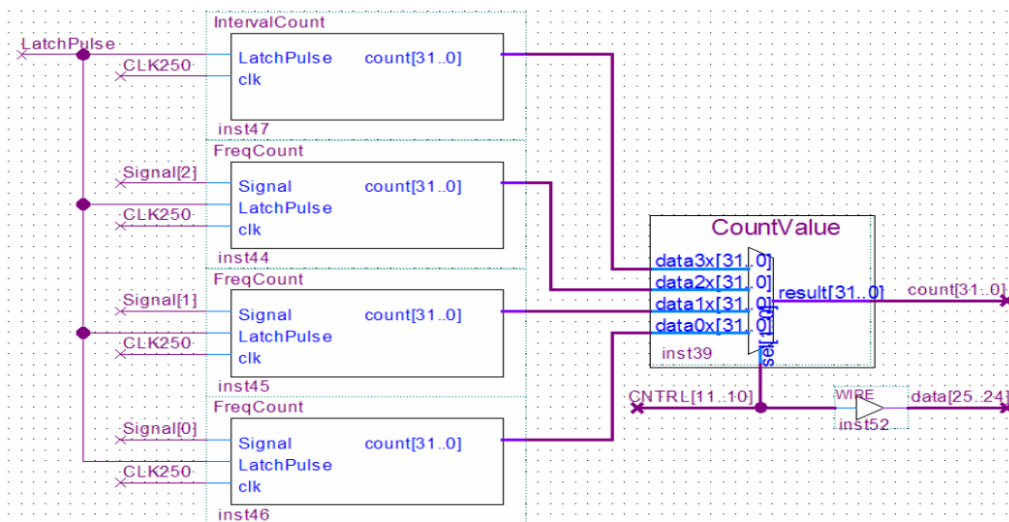 IntervalCount
LatchPulse
LatchPulse count[31..0]
CLK250
clk
inst47
FreqCount
Signal[2]
Signal count[31..0]
LatchPulse
CLK250
clk
inst44
FreqCount
Signal[1]
Signal count[31..0]
LatchPulse
CLK250
clk
inst45
FreqCount
Signal[0]
Signal count[31..0]
LatchPulse
CLK250
clk
inst46
CountValue
data3x[31..0]
data2x[31..0]
data1x[31..0]
data0x[31..0]
result[31..0]
count[31..0]
sel[1..0]
inst39
CNTRL[11..10]
WIRE
data[25..24]
inst52